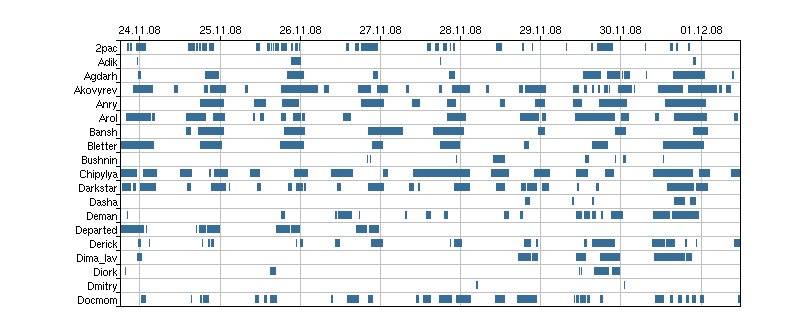 24.11.08 25.11.08 26.11.08 27.11.08 28.11.08 29.11.08 30.11.08 01.12.08
2pac
Adik
Agdarh
Akovyrev
Anry
Arol
Bansh
Bletter
Bushnin
Chipylya
Darkstar
Dasha
Deman
Departed
Derick
Dima_lav
Diork
Dmitry
Docmom